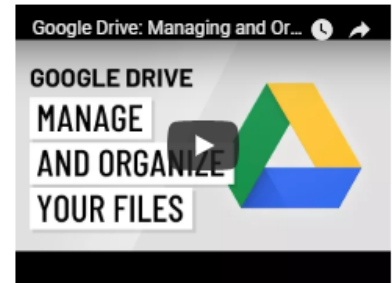 Google Drive: Managing and Or...
GOOGLE DRIVE
MANAGE
AND ORGANIZE
YOUR FILES